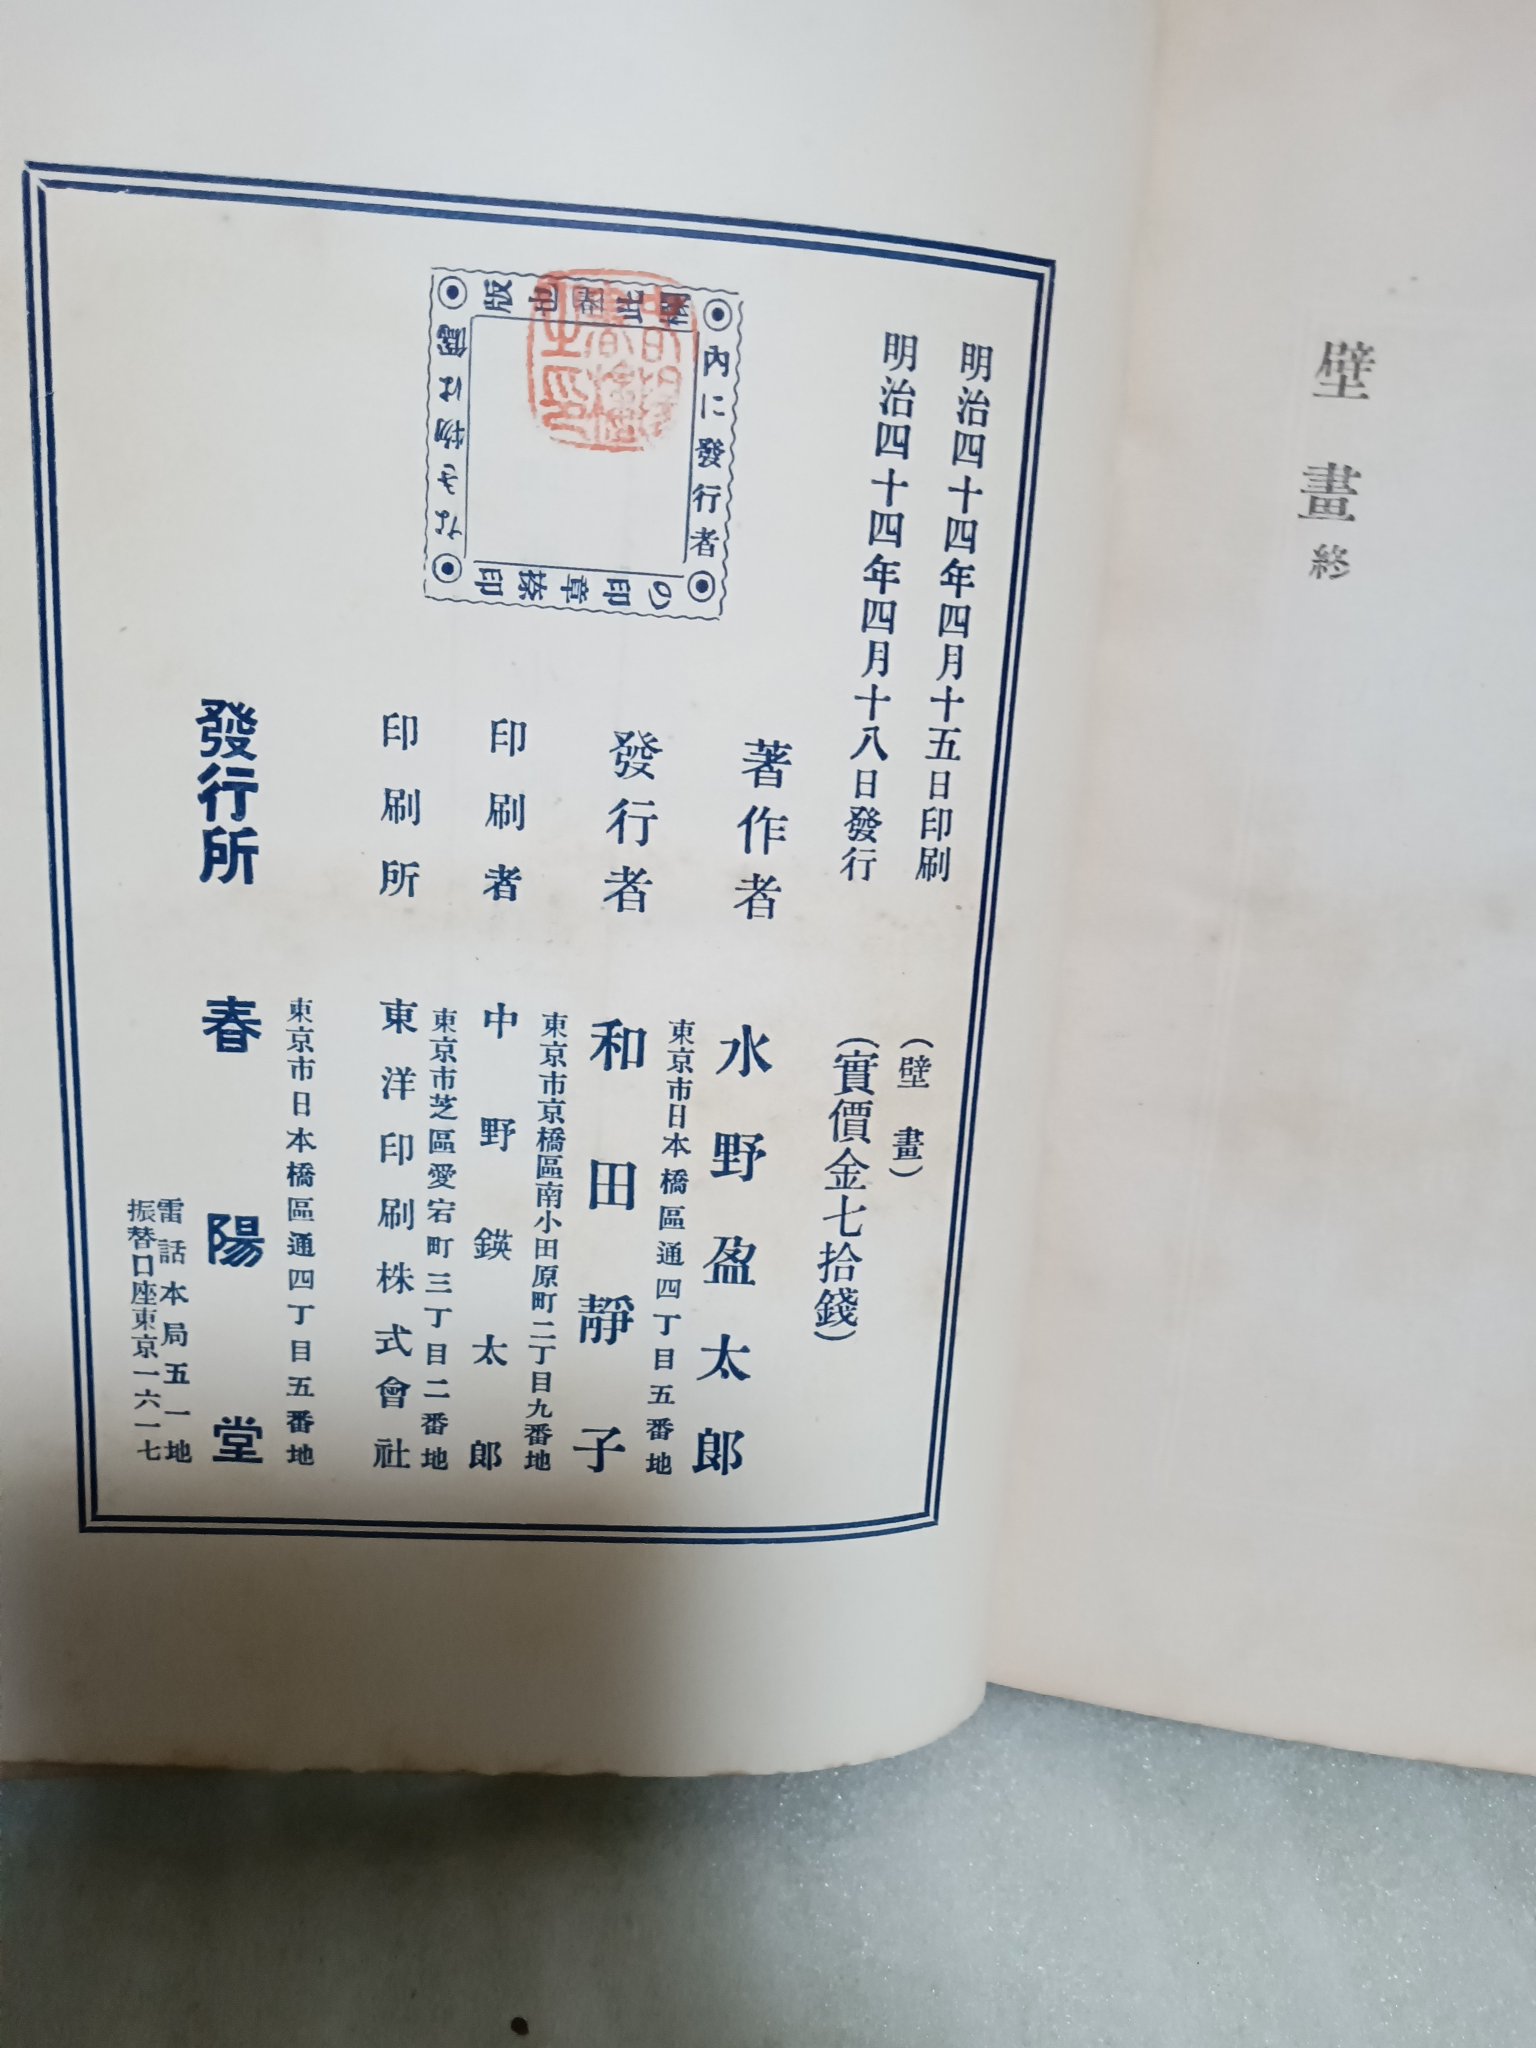 壁畫終
明治四十四年四月十五日印刷
明治四十四年四月十八日發行
(壁畫)
(實價金七拾錢)
著作者
水野盈太郎
東京市日本橋區通四丁目五番地
發行者
和田靜子
東京市京橋區南小田原町二丁目九番地
印刷者
中野鍈太郎
東京市芝區愛宕町三丁目二番地
印刷所
東洋印刷株式會社
東京市日本橋區通四丁目五番地
發行所
春陽堂
電話本局五一地
振替口座東京一六一七
內に發行者
の印章捺印
なき物は僞
版也